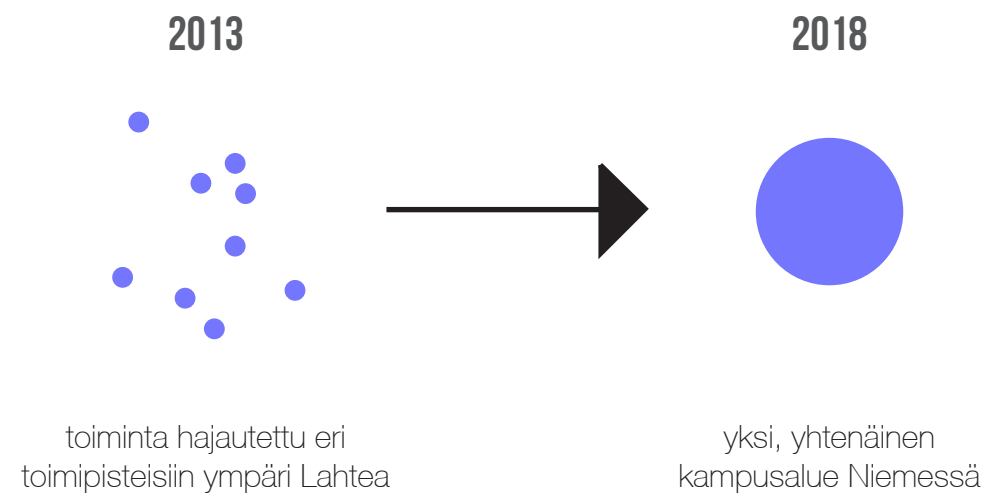 2013
2018
toiminta hajautettu eri
toimipisteisiin ympäri Lahtea
yksi, yhtenäinen
kampusalue Niemessä